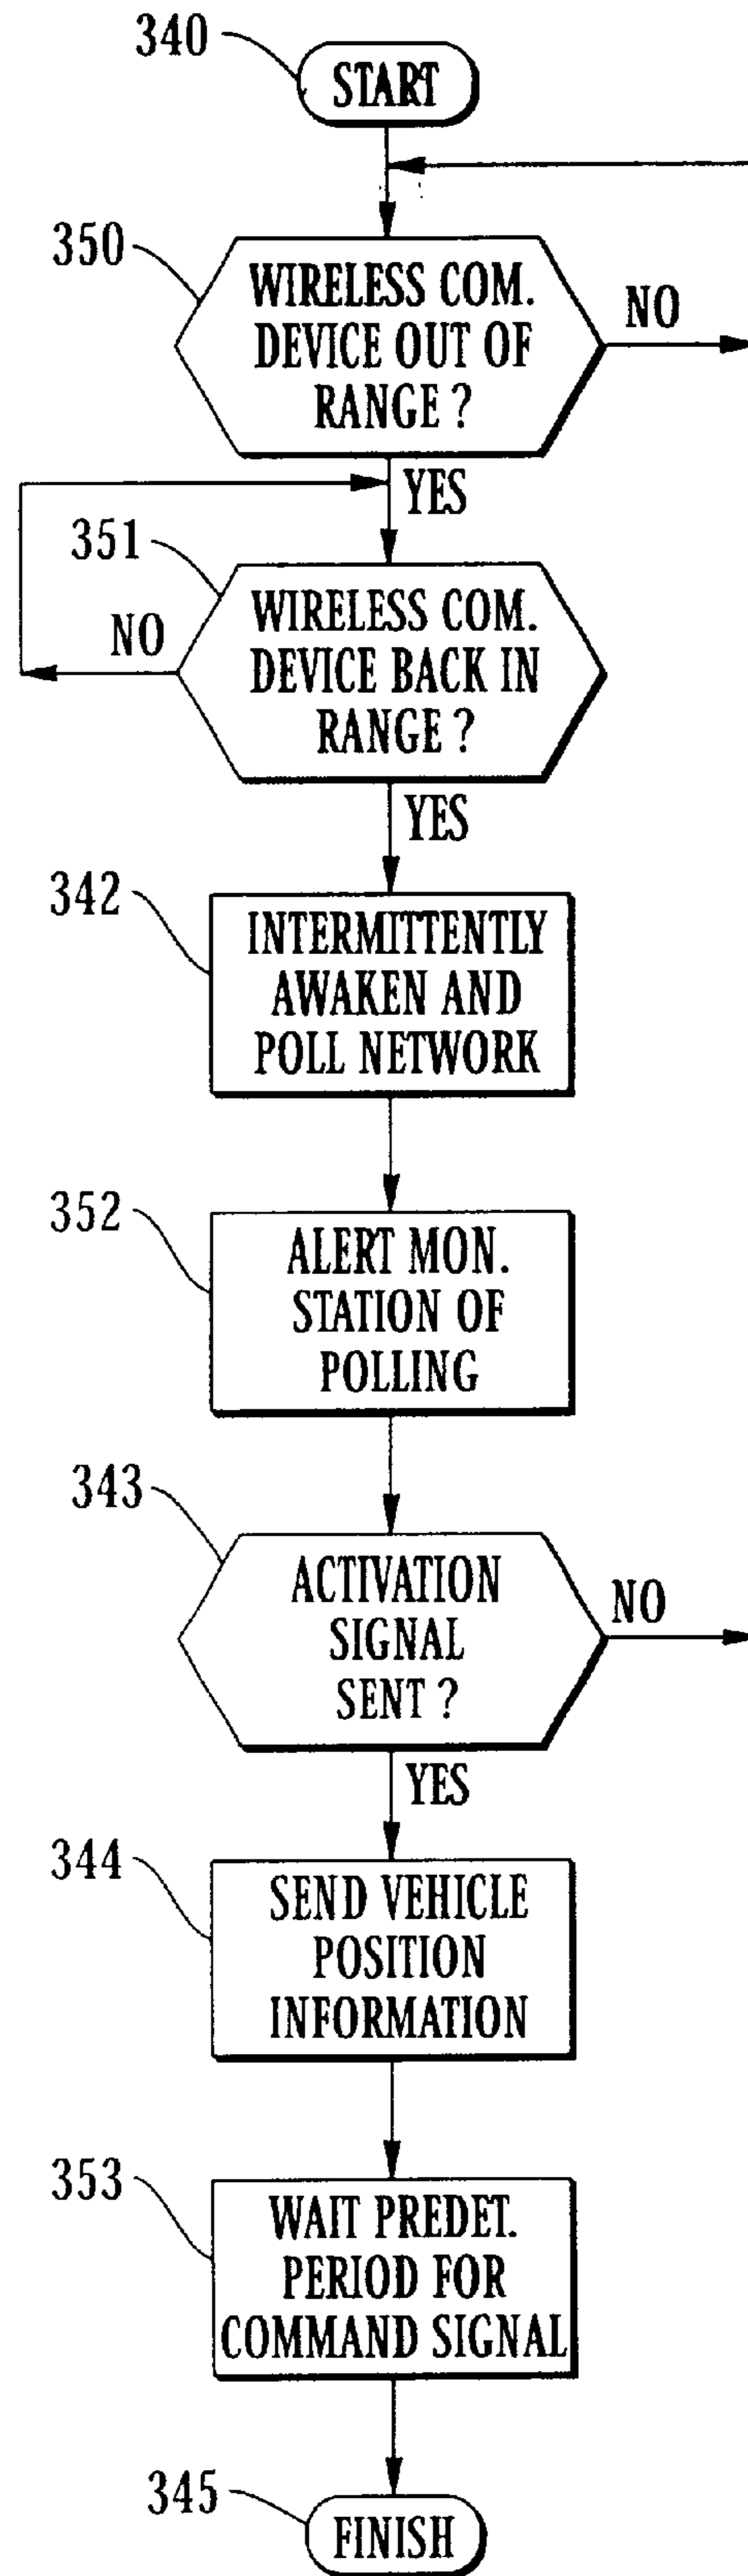 340
START
350
WIRELESS COM.
DEVICE OUT OF
RANGE ?
NO
YES
351
WIRELESS COM.
DEVICE BACK IN
RANGE ?
NO
YES
342
INTERMITTENTLY
AWAKEN AND
POLL NETWORK
352
ALERT MON.
STATION OF
POLLING
343
ACTIVATION
SIGNAL
SENT ?
NO
YES
344
SEND VEHICLE
POSITION
INFORMATION
353
WAIT PREDET.
PERIOD FOR
COMMAND SIGNAL
345
FINISH